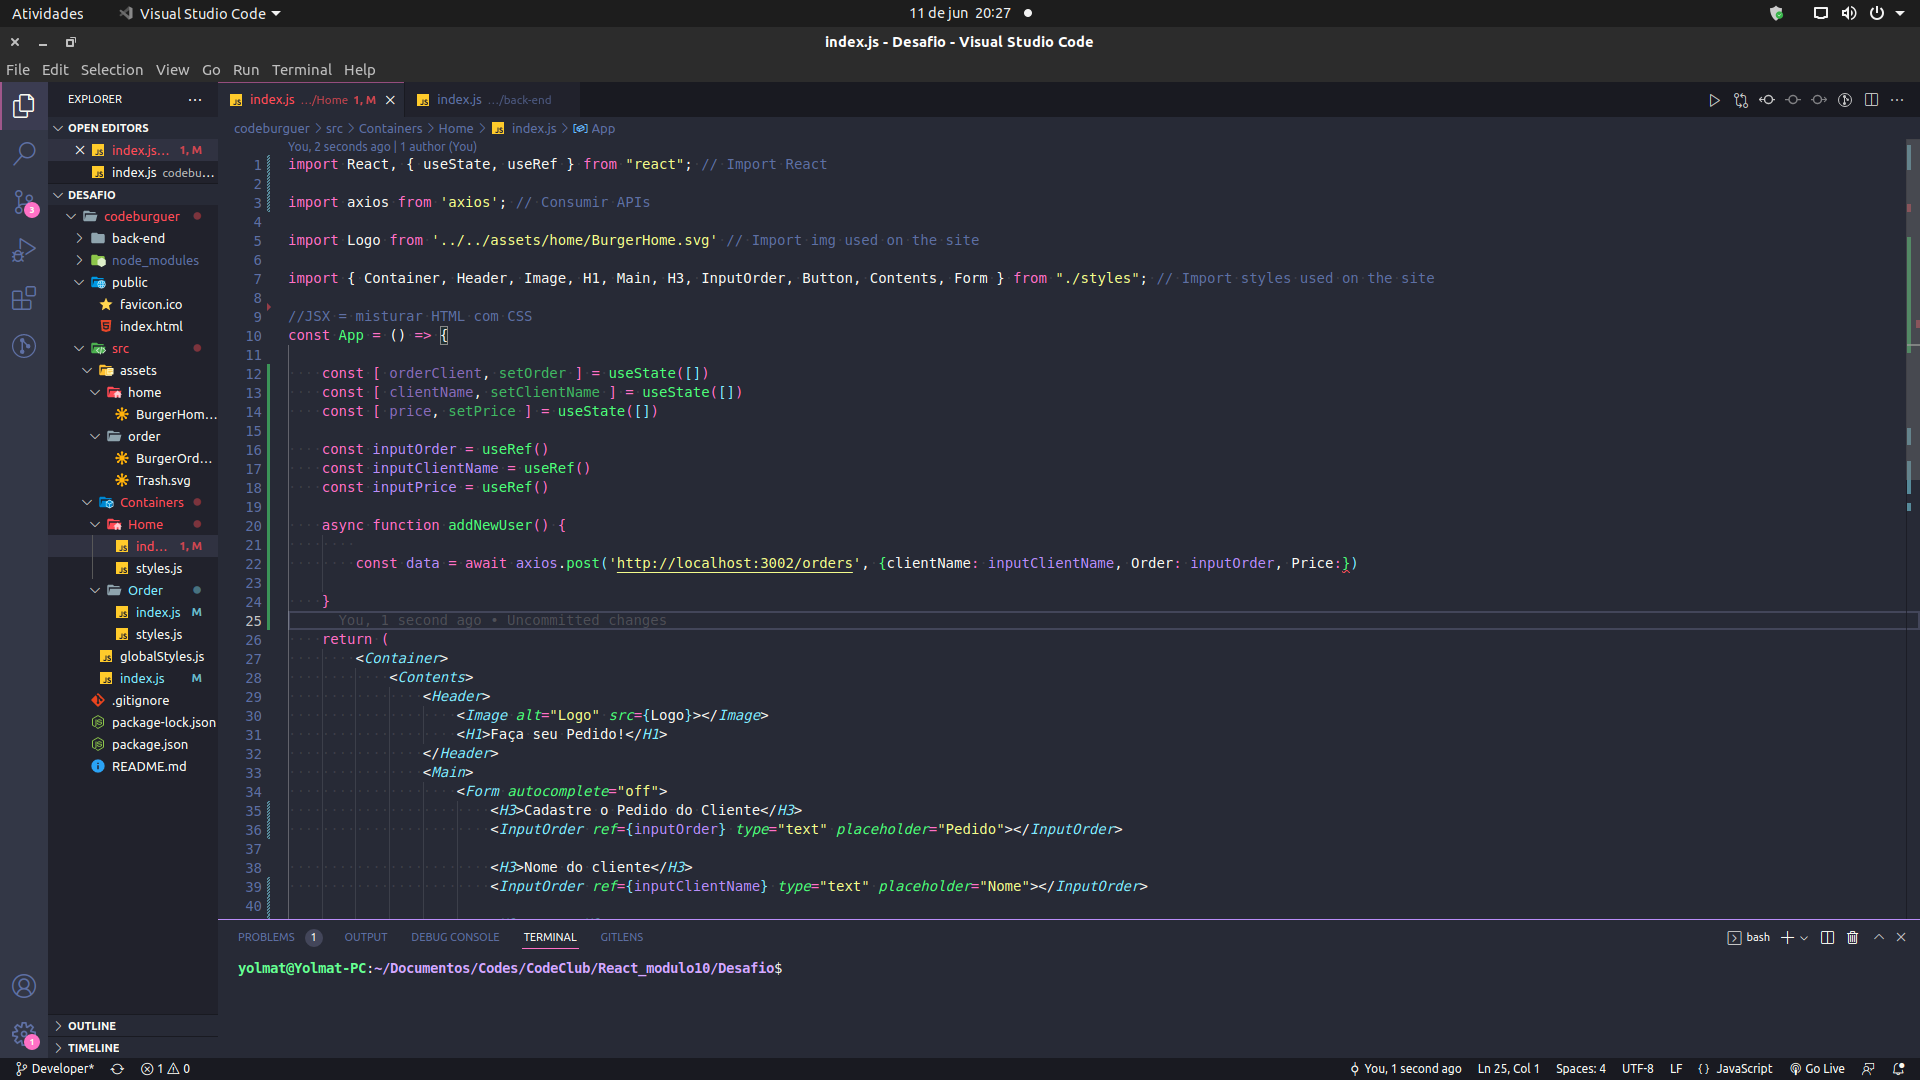 Atividades
Visual Studio Code
11 de jun 20:27
index.js - Desafio - Visual Studio Code
File Edit Selection View Go Run Terminal Help
EXPLORER
index.js .../Home 1, M
index.js .../back-end
OPEN EDITORS
index.js... 1, M
index.js codebu...
DESAFIO
codeburguer
back-end
node_modules
public
favicon.ico
index.html
src
assets
home
BurgerHom...
order
BurgerOrd...
Trash.svg
Containers
Home
ind... 1, M
styles.js
Order
index.js M
styles.js
globalStyles.js
index.js M
.gitignore
package-lock.json
package.json
README.md
OUTLINE
TIMELINE
codeburguer > src > Containers > Home > index.js > App
You, 2 seconds ago | 1 author (You)
1 import React, { useState, useRef } from "react"; // Import React
2
3 import axios from 'axios'; // Consumir APIs
4
5 import Logo from '../../assets/home/BurgerHome.svg' // Import img used on the site
6
7 import { Container, Header, Image, H1, Main, H3, InputOrder, Button, Contents, Form } from "./styles"; // Import styles used on the site
8
9 //JSX = misturar HTML com CSS
10 const App = () => {
11
12 const [ orderClient, setOrder ] = useState([])
13 const [ clientName, setClientName ] = useState([])
14 const [ price, setPrice ] = useState([])
15
16 const inputOrder = useRef()
17 const inputClientName = useRef()
18 const inputPrice = useRef()
19
20 async function addNewUser() {
21
22 const data = await axios.post('http://localhost:3002/orders', {clientName: inputClientName, Order: inputOrder, Price:})
23
24 }
25 You, 1 second ago • Uncommitted changes
26 return (
27 <Container>
28 <Contents>
29 <Header>
30 <Image alt="Logo" src={Logo}></Image>
31 <H1>Faça seu Pedido!</H1>
32 </Header>
33 <Main>
34 <Form autocomplete="off">
35 <H3>Cadastre o Pedido do Cliente</H3>
36 <InputOrder ref={inputOrder} type="text" placeholder="Pedido"></InputOrder>
37
38 <H3>Nome do cliente</H3>
39 <InputOrder ref={inputClientName} type="text" placeholder="Nome"></InputOrder>
40
PROBLEMS 1 OUTPUT DEBUG CONSOLE TERMINAL GITLENS
bash
yolmat@Yolmat-PC:~/Documentos/Codes/CodeClub/React_modulo10/Desafio$
3
1
Developer* 1 0
You, 1 second ago Ln 25, Col 1 Spaces: 4 UTF-8 LF {} JavaScript Go Live